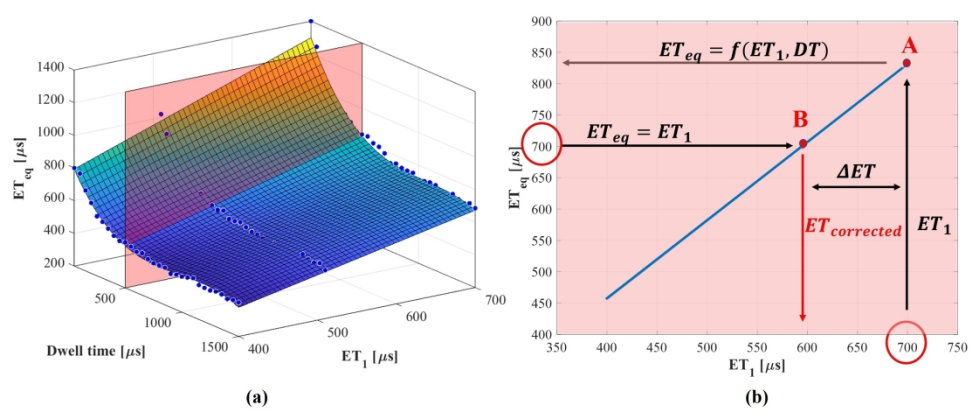 1400
1200
1000
800
600
400
200
ET_eq [μs]
500
1000
1500
Dwell time [μs]
400
500
600
700
ET_1 [μs]
(a)
900
850
800
750
700
650
600
550
500
450
400
ET_eq [μs]
350 400 450 500 550 600 650 700 750
ET_1 [μs]
ET_eq = f(ET_1, DT)
A
B
ET_eq = ET_1
ΔET
ET_corrected
ET_1
(b)